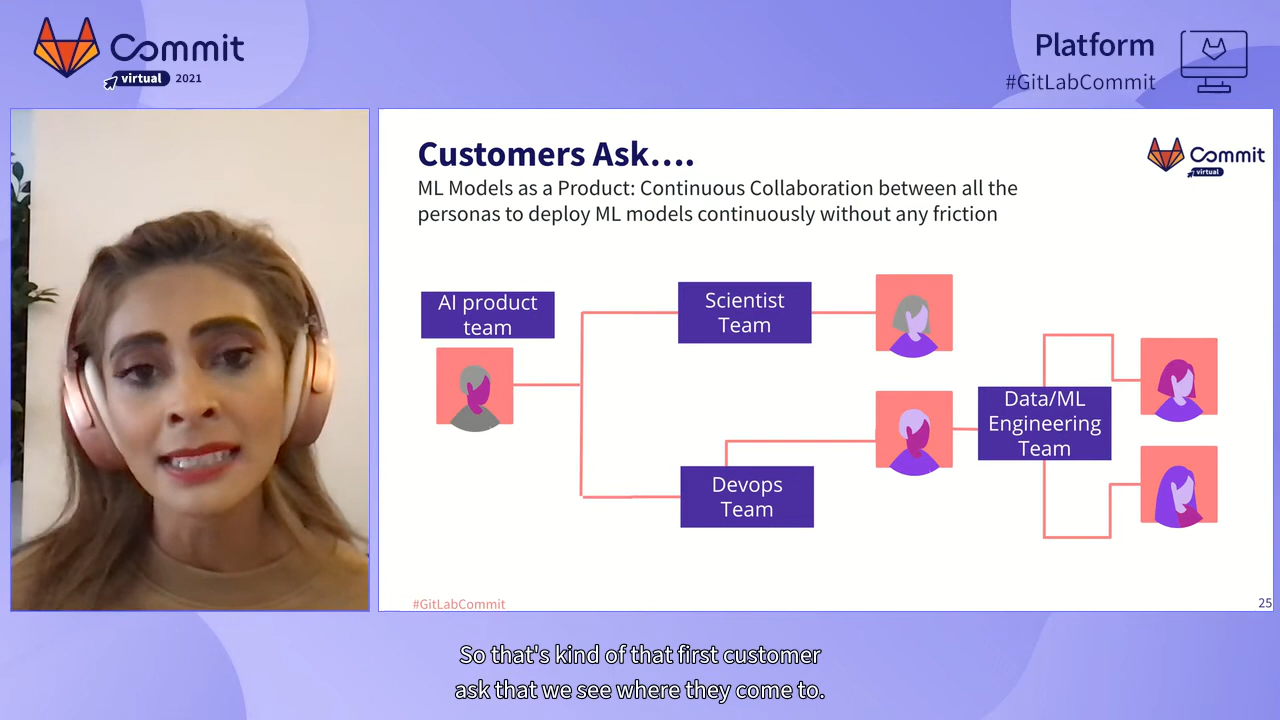 Commit
virtual 2021
Platform
#GitLabCommit
Customers Ask....
ML Models as a Product: Continuous Collaboration between all the
personas to deploy ML models continuously without any friction
Commit
virtual
AI product
team
Scientist
Team
Data/ML
Engineering
Team
Devops
Team
#GitLabCommit
25
So that's kind of that first customer
ask that we see where they come to.